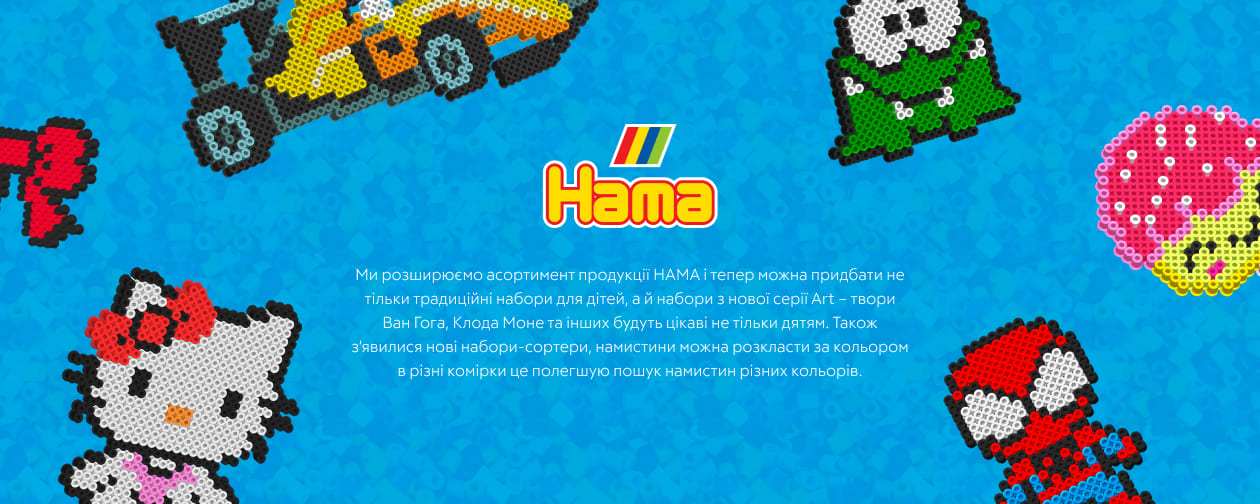 Hama
Ми розширюємо асортимент продукції HAMA і тепер можна придбати не
тільки традиційні набори для дітей, а й набори з нової серії Art – твори
Ван Гога, Клода Моне та інших будуть цікаві не тільки дятям. Також
з'явилися нові набори-сортери, намистини можна розкласти за кольором
в різні комірки це полегшую пошук намистин різних кольорів.